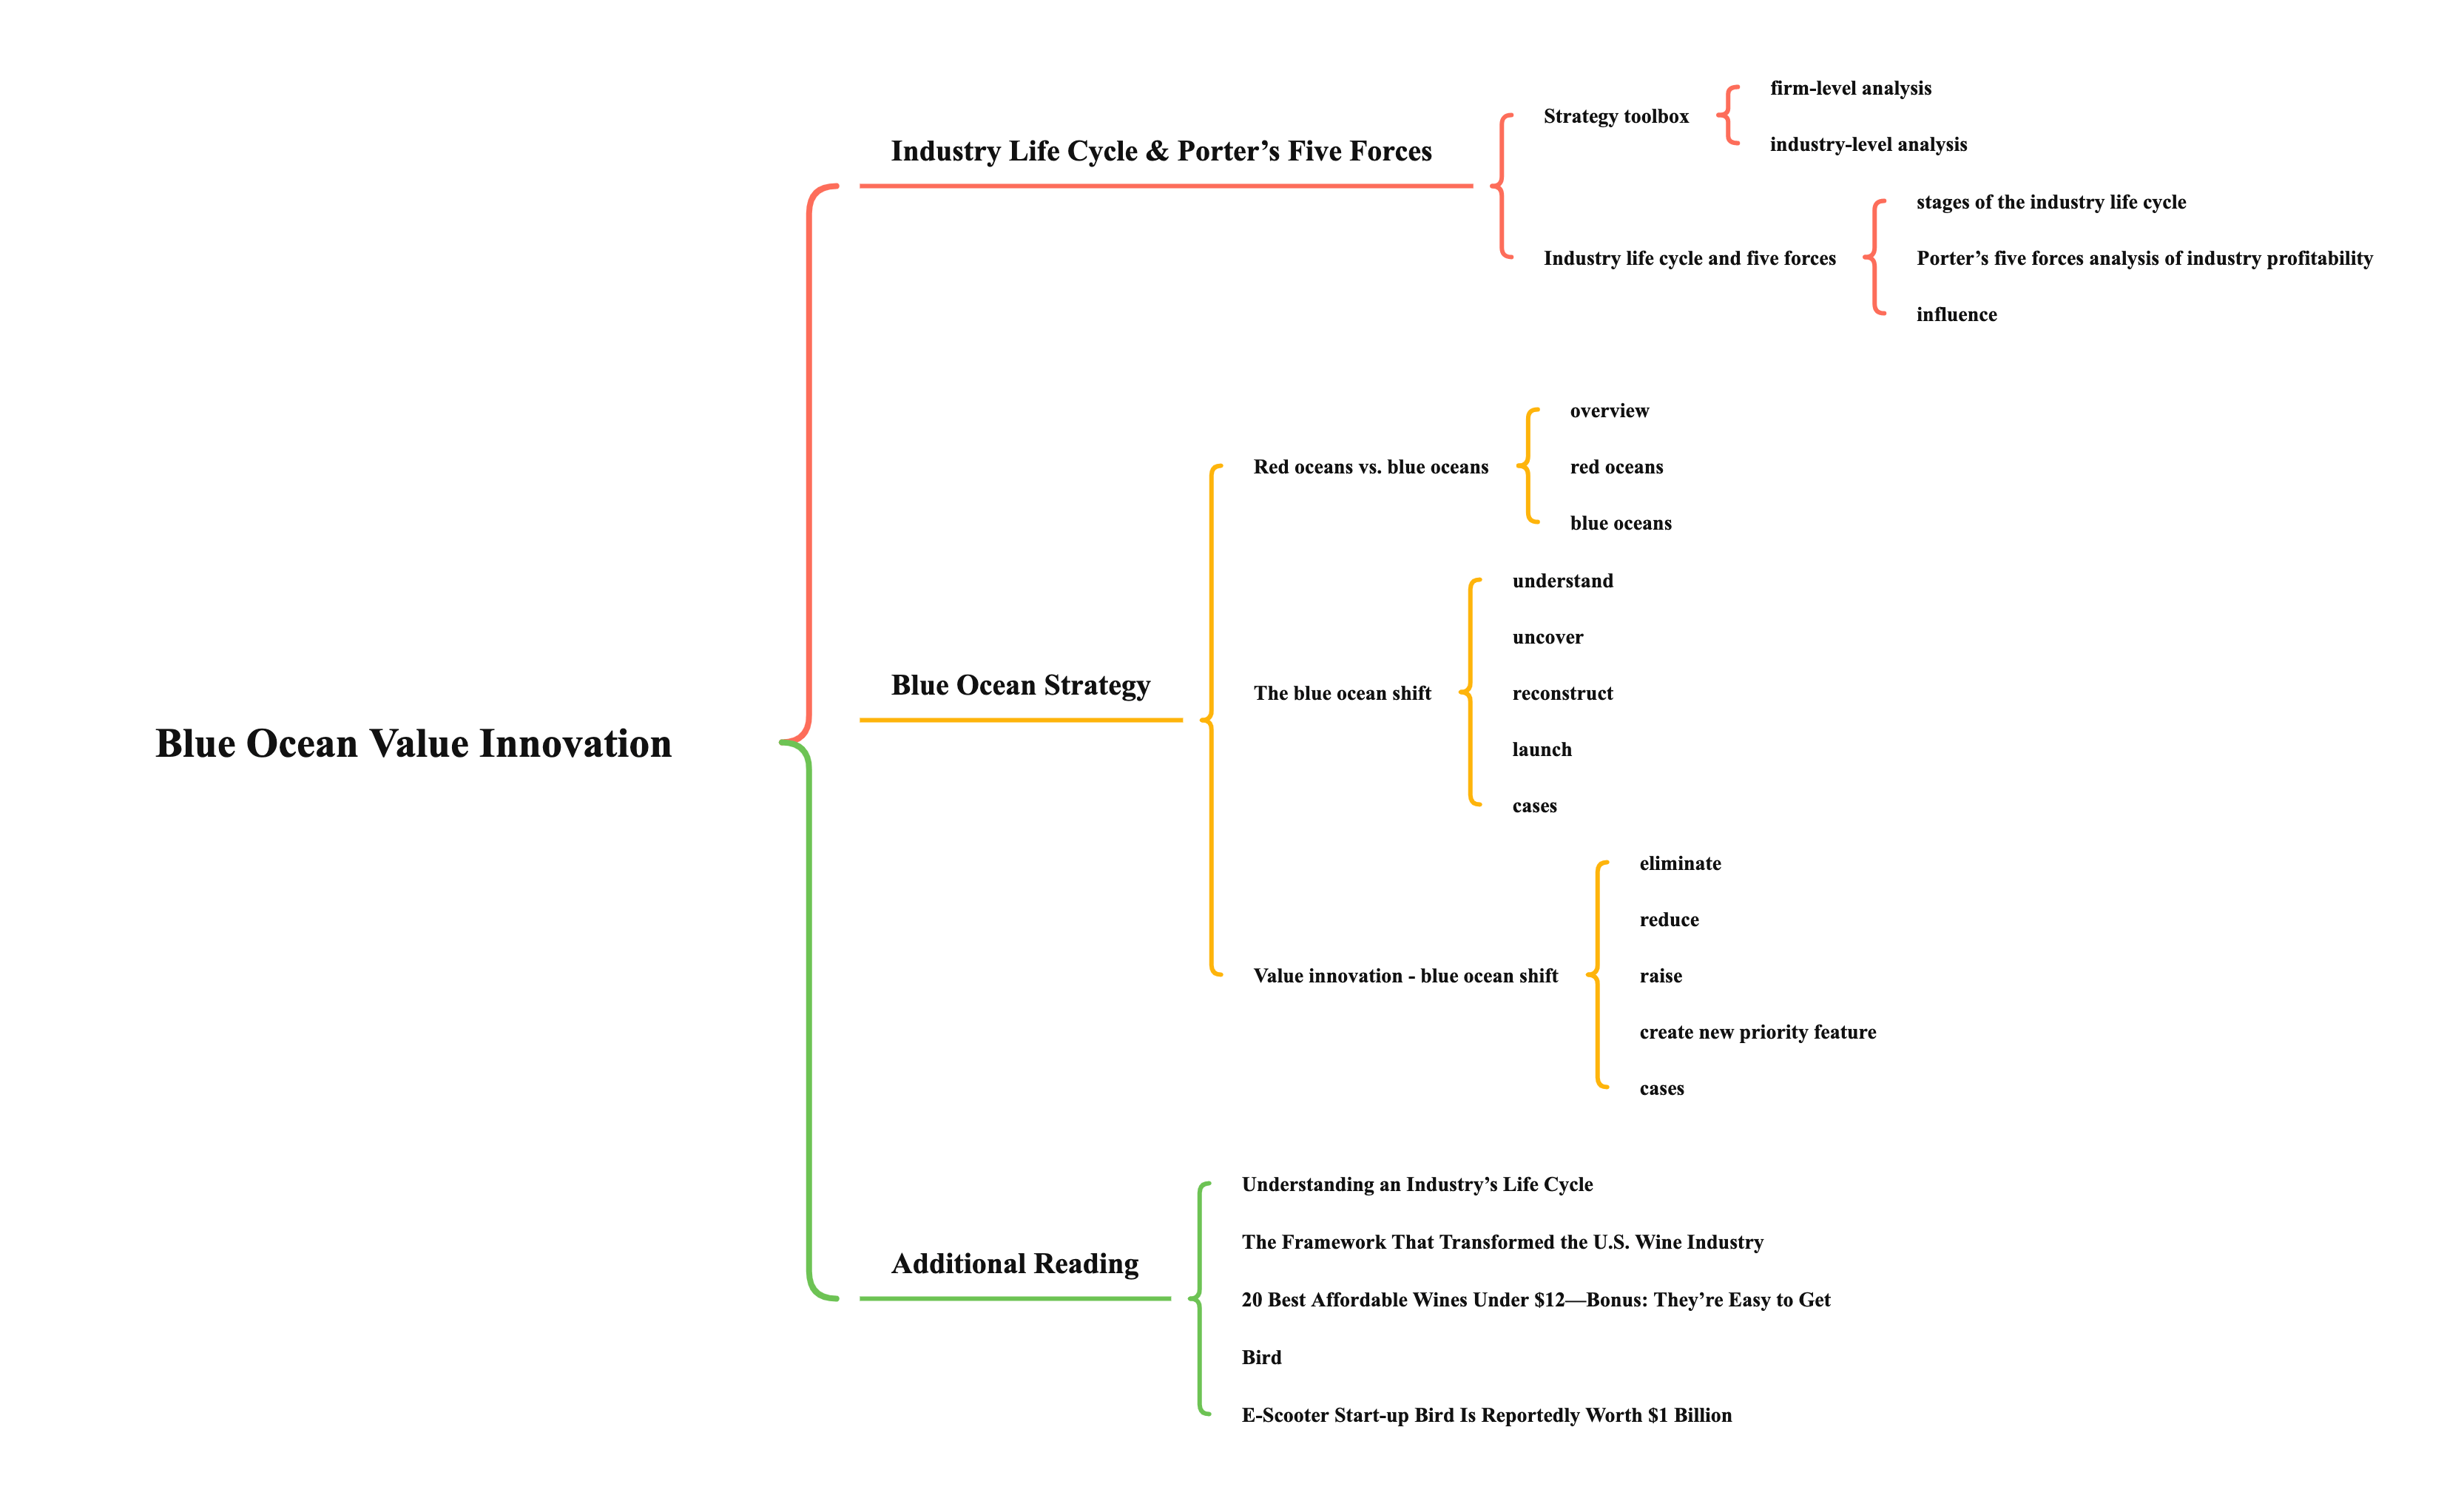 Blue Ocean Value Innovation
Industry Life Cycle & Porter’s Five Forces
Strategy toolbox
firm-level analysis
industry-level analysis
Industry life cycle and five forces
stages of the industry life cycle
Porter’s five forces analysis of industry profitability
influence
Blue Ocean Strategy
Red oceans vs. blue oceans
overview
red oceans
blue oceans
The blue ocean shift
understand
uncover
reconstruct
launch
cases
Value innovation - blue ocean shift
eliminate
reduce
raise
create new priority feature
cases
Additional Reading
Understanding an Industry’s Life Cycle
The Framework That Transformed the U.S. Wine Industry
20 Best Affordable Wines Under $12—Bonus: They’re Easy to Get
Bird
E-Scooter Start-up Bird Is Reportedly Worth $1 Billion